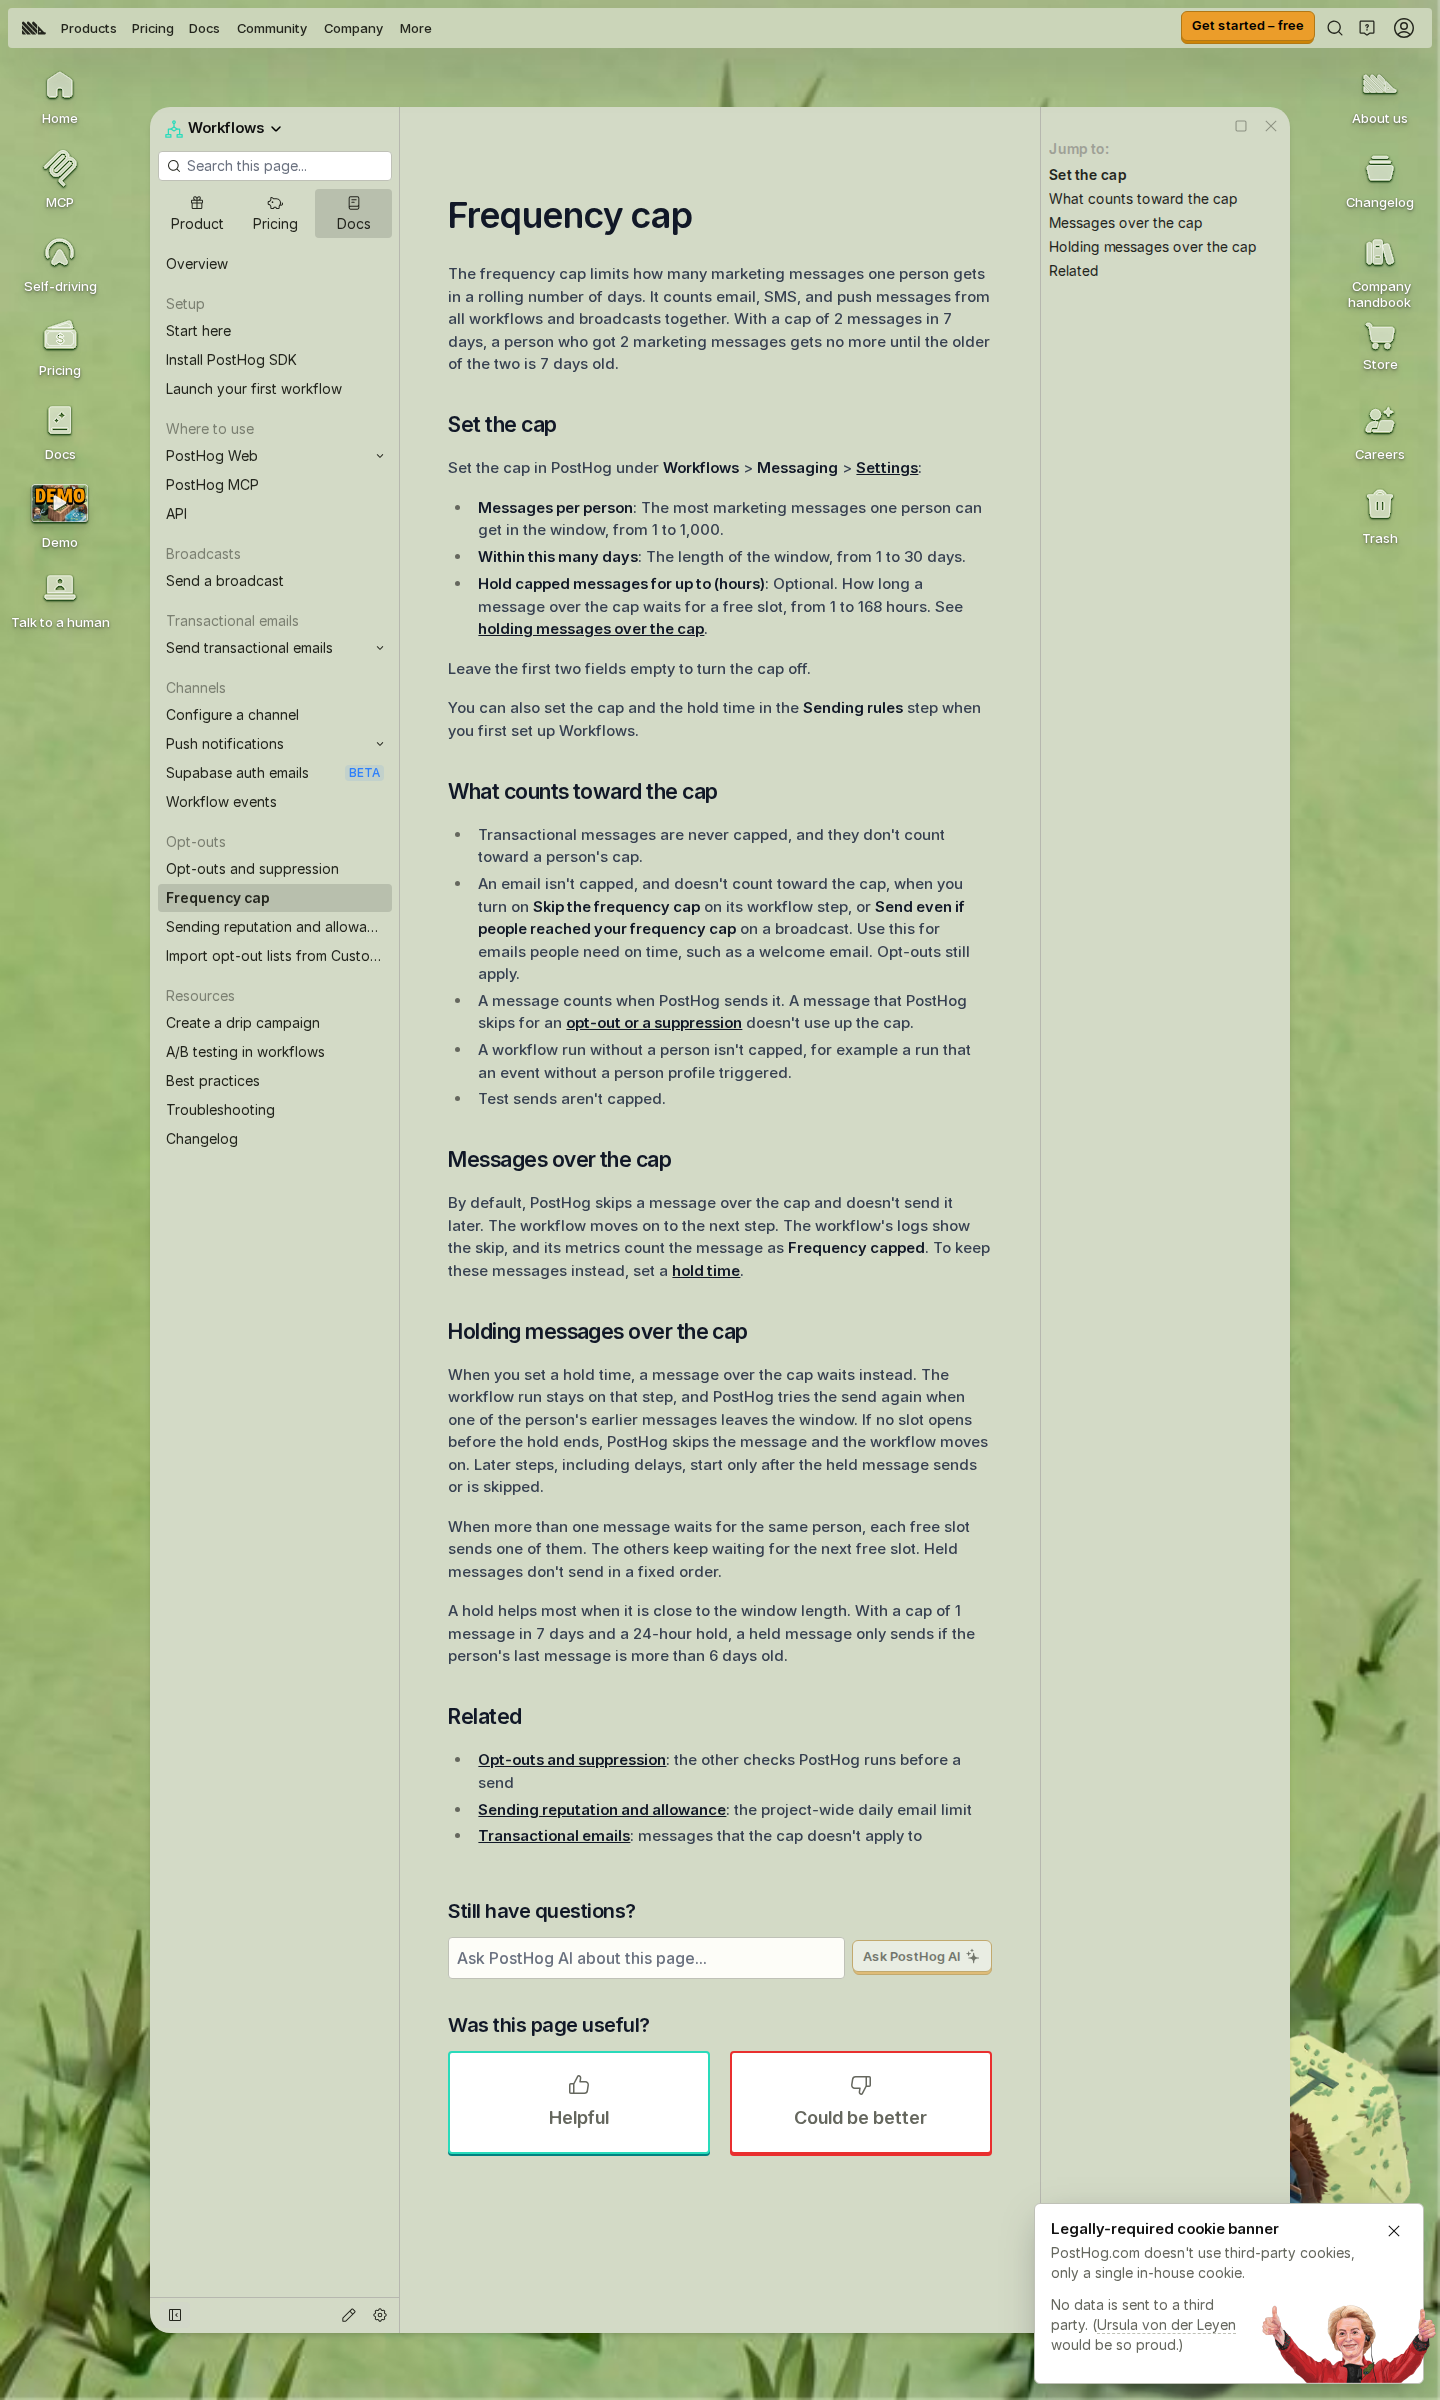 Products Pricing Docs Community Company More
Get started – free
Home
MCP
Self-driving
Pricing
Docs
DEMO
Demo
Talk to a human
Workflows
Search this page...
Product Pricing Docs
Overview
Setup
Start here
Install PostHog SDK
Launch your first workflow
Where to use
PostHog Web
PostHog MCP
API
Broadcasts
Send a broadcast
Transactional emails
Send transactional emails
Channels
Configure a channel
Push notifications
Supabase auth emails BETA
Workflow events
Opt-outs
Opt-outs and suppression
Frequency cap
Sending reputation and allowa...
Import opt-out lists from Custo...
Resources
Create a drip campaign
A/B testing in workflows
Best practices
Troubleshooting
Changelog
Frequency cap
The frequency cap limits how many marketing messages one person gets
in a rolling number of days. It counts email, SMS, and push messages from
all workflows and broadcasts together. With a cap of 2 messages in 7
days, a person who got 2 marketing messages gets no more until the older
of the two is 7 days old.
Set the cap
Set the cap in PostHog under Workflows > Messaging > Settings:
Messages per person: The most marketing messages one person can
get in the window, from 1 to 1,000.
Within this many days: The length of the window, from 1 to 30 days.
Hold capped messages for up to (hours): Optional. How long a
message over the cap waits for a free slot, from 1 to 168 hours. See
holding messages over the cap.
Leave the first two fields empty to turn the cap off.
You can also set the cap and the hold time in the Sending rules step when
you first set up Workflows.
What counts toward the cap
Transactional messages are never capped, and they don't count
toward a person's cap.
An email isn't capped, and doesn't count toward the cap, when you
turn on Skip the frequency cap on its workflow step, or Send even if
people reached your frequency cap on a broadcast. Use this for
emails people need on time, such as a welcome email. Opt-outs still
apply.
A message counts when PostHog sends it. A message that PostHog
skips for an opt-out or a suppression doesn't use up the cap.
A workflow run without a person isn't capped, for example a run that
an event without a person profile triggered.
Test sends aren't capped.
Messages over the cap
By default, PostHog skips a message over the cap and doesn't send it
later. The workflow moves on to the next step. The workflow's logs show
the skip, and its metrics count the message as Frequency capped. To keep
these messages instead, set a hold time.
Holding messages over the cap
When you set a hold time, a message over the cap waits instead. The
workflow run stays on that step, and PostHog tries the send again when
one of the person's earlier messages leaves the window. If no slot opens
before the hold ends, PostHog skips the message and the workflow moves
on. Later steps, including delays, start only after the held message sends
or is skipped.
When more than one message waits for the same person, each free slot
sends one of them. The others keep waiting for the next free slot. Held
messages don't send in a fixed order.
A hold helps most when it is close to the window length. With a cap of 1
message in 7 days and a 24-hour hold, a held message only sends if the
person's last message is more than 6 days old.
Related
Opt-outs and suppression: the other checks PostHog runs before a
send
Sending reputation and allowance: the project-wide daily email limit
Transactional emails: messages that the cap doesn't apply to
Still have questions?
Ask PostHog AI about this page...
Ask PostHog AI
Was this page useful?
Helpful
Could be better
Jump to:
Set the cap
What counts toward the cap
Messages over the cap
Holding messages over the cap
Related
About us
Changelog
Company
handbook
Store
Careers
Trash
Legally-required cookie banner
PostHog.com doesn't use third-party cookies,
only a single in-house cookie.
No data is sent to a third
party. (Ursula von der Leyen
would be so proud.)